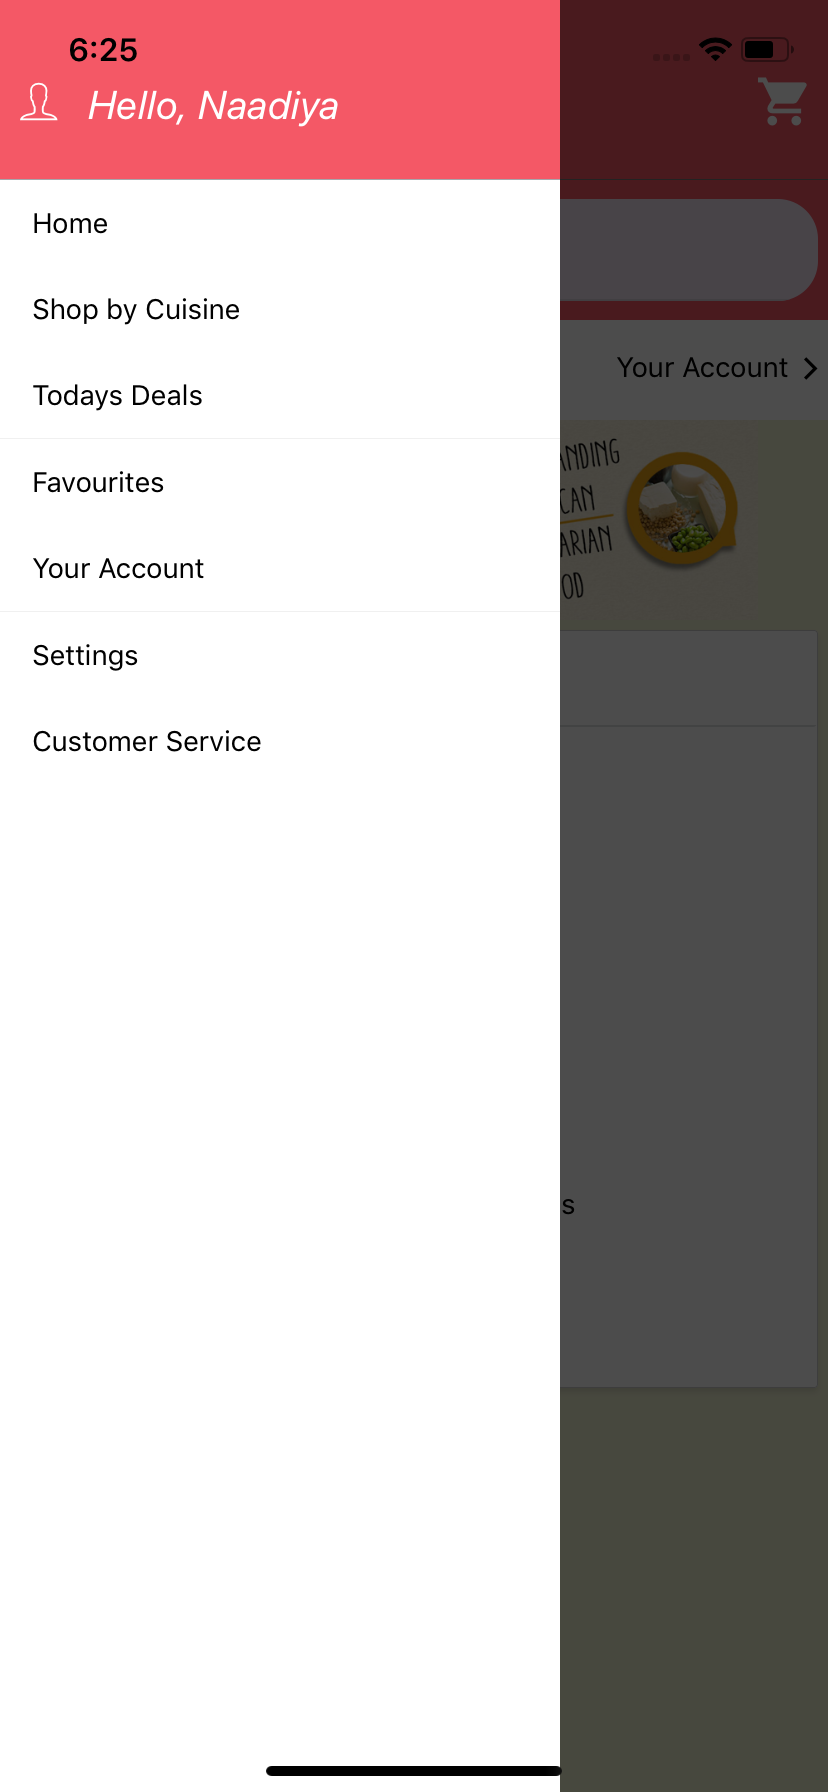 6:25
Hello, Naadiya
Home
Shop by Cuisine
Todays Deals
Your Account
ANDING
CAN
ARIAN
OD
Favourites
Your Account
Settings
Customer Service
s